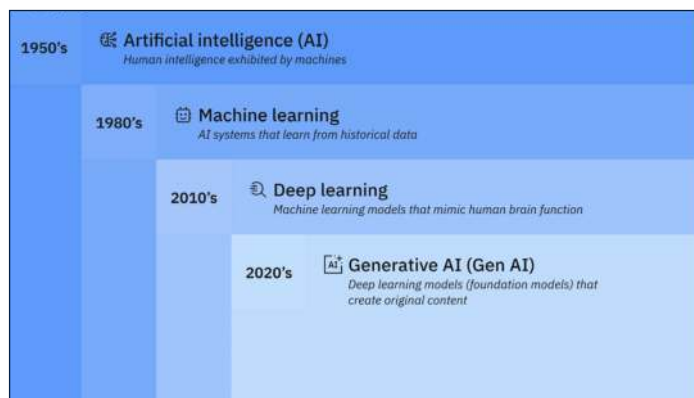 1950's
Artificial intelligence (AI)
Human intelligence exhibited by machines
1980's
Machine learning
AI systems that learn from historical data
2010's
Deep learning
Machine learning models that mimic human brain function
2020's
AI
Generative AI (Gen AI)
Deep learning models (foundation models) that
create original content